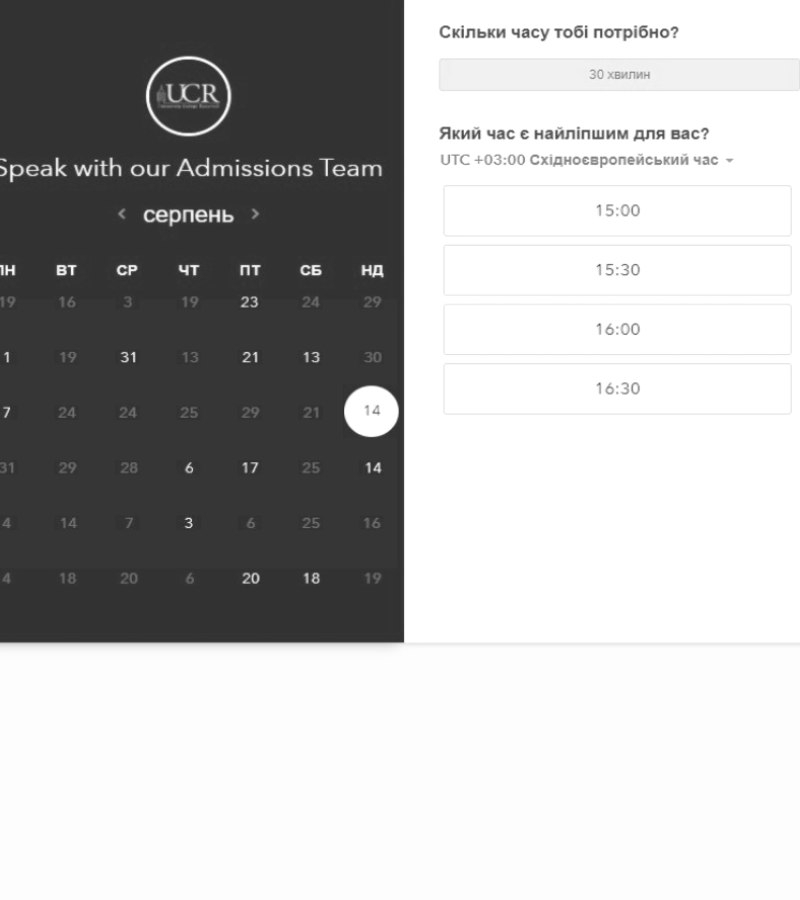 UCR
Speak with our Admissions Team
серпень
ПН ВТ СР ЧТ ПТ СБ НД
19 16 3 19 23 24 29
1 19 31 13 21 13 30
7 24 24 25 29 21 14
31 29 28 6 17 25 14
4 14 7 3 6 25 16
4 18 20 6 20 18 19
Скільки часу тобі потрібно?
30 хвилин
Який час є найліпшим для вас?
UTC +03:00 Східноєвропейський час
15:00
15:30
16:00
16:30